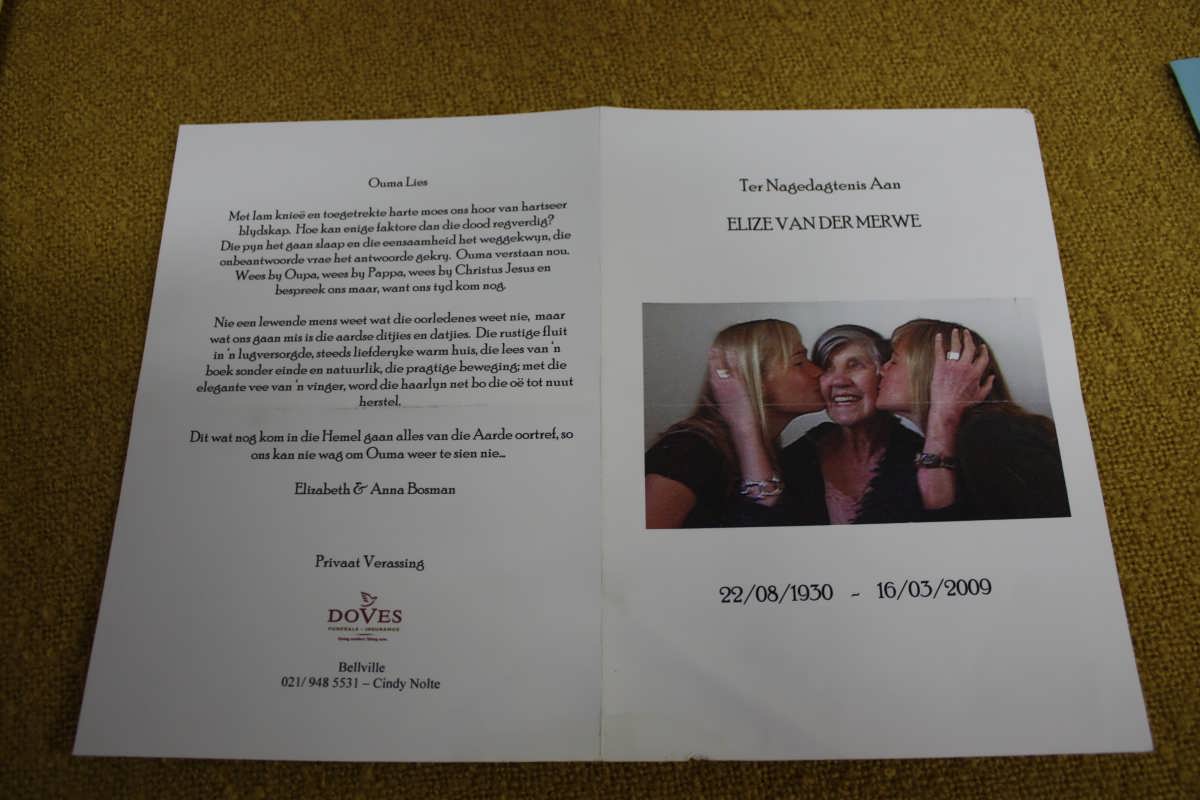 Ouma Lies
Met lam knieë en toegetrekte harte moes ons hoor van hartseer
blydskap. Hoe kan enige faktore dan die dood regverdig?
Die pyn het gaan slaap en die eensaamheid het weggekwyn, die
onbeantwoorde vrae het antwoorde gekry. Ouma verstaan nou.
Wees by Oupa, wees by Pappa, wees by Christus Jesus en
bespreek ons maar, want ons tyd kom nog.
Nie een lewende mens weet wat die oorledenes weet nie, maar
wat ons gaan mis is die aardse ditjies en datjies. Die rustige fluit
in 'n lugversorgde, steeds liefderyke warm huis, die lees van 'n
boek sonder einde en natuurlik, die pragtige beweging; met die
elegante vee van 'n vinger, word die haarlyn net bo die oë tot nuut
herstel.
Dit wat nog kom in die Hemel gaan alles van die Aarde oortref, so
ons kan nie wag om Ouma weer te sien nie...
Elizabeth & Anna Bosman
Privaat Verassing
DOVES
FUNERALS - INSURANCE
Bellville
021/ 948 5531 – Cindy Nolte
Ter Nagedagtenis Aan
ELIZE VAN DER MERWE
22/08/1930 - 16/03/2009